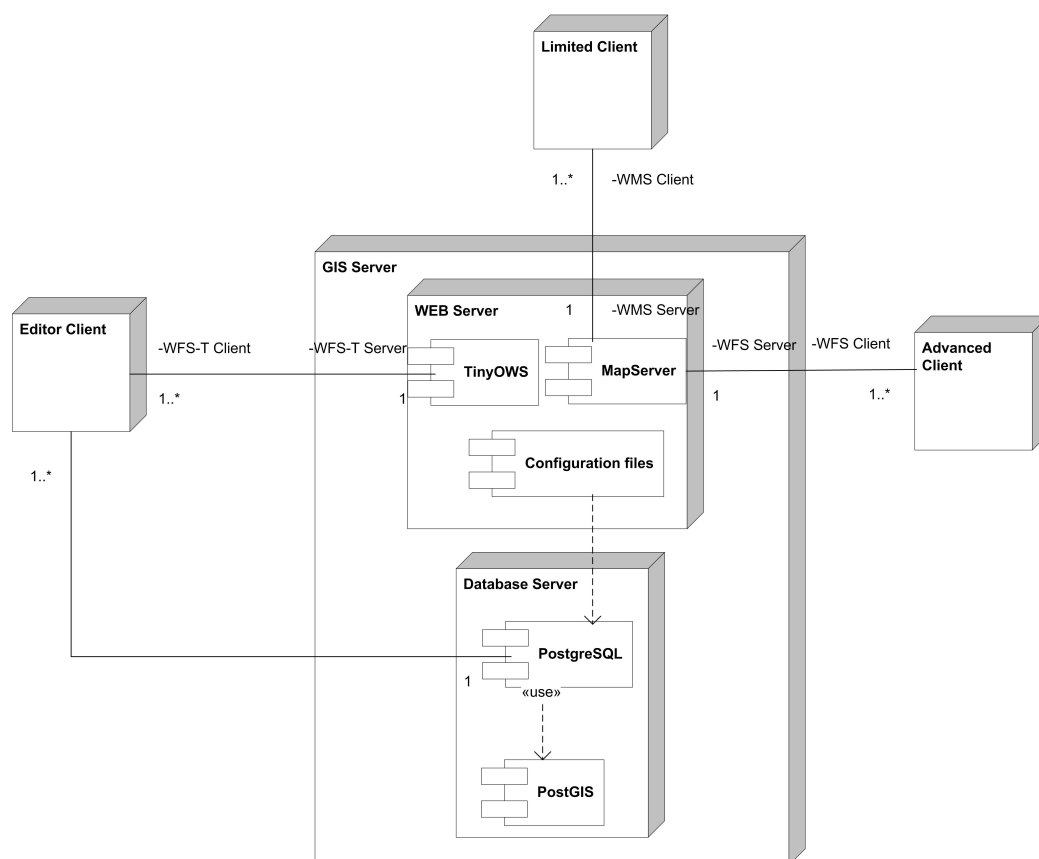 Limited Client
1..*
-WMS Client
GIS Server
WEB Server
1
-WMS Server
Editor Client
-WFS-T Client
-WFS-T Server
TinyOWS
MapServer
-WFS Server
-WFS Client
Advanced
Client
1..*
1
1
1..*
Configuration files
1..*
Database Server
PostgreSQL
1
«use»
PostGIS